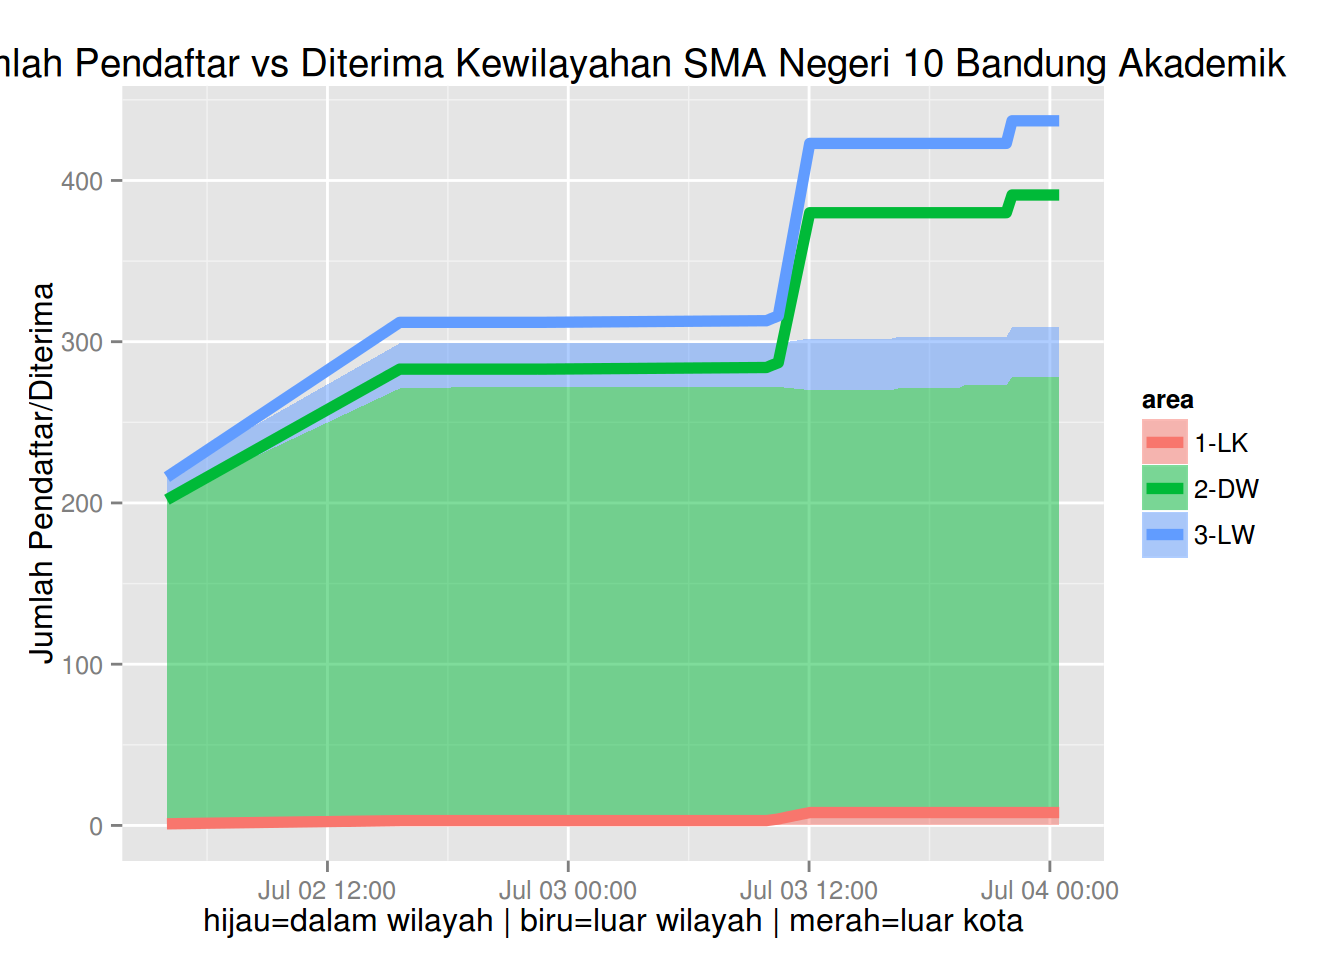 Pendaftar vs Diterima Kewilayahan SMA Negeri 10 Bandung Akademik
Jumlah Pendaftar/Diterima
400
300
200
100
0
Jul 02 12:00
Jul 03 00:00
Jul 03 12:00
Jul 04 00:00
hijau=dalam wilayah | biru=luar wilayah | merah=luar kota
area
1-LK
2-DW
3-LW